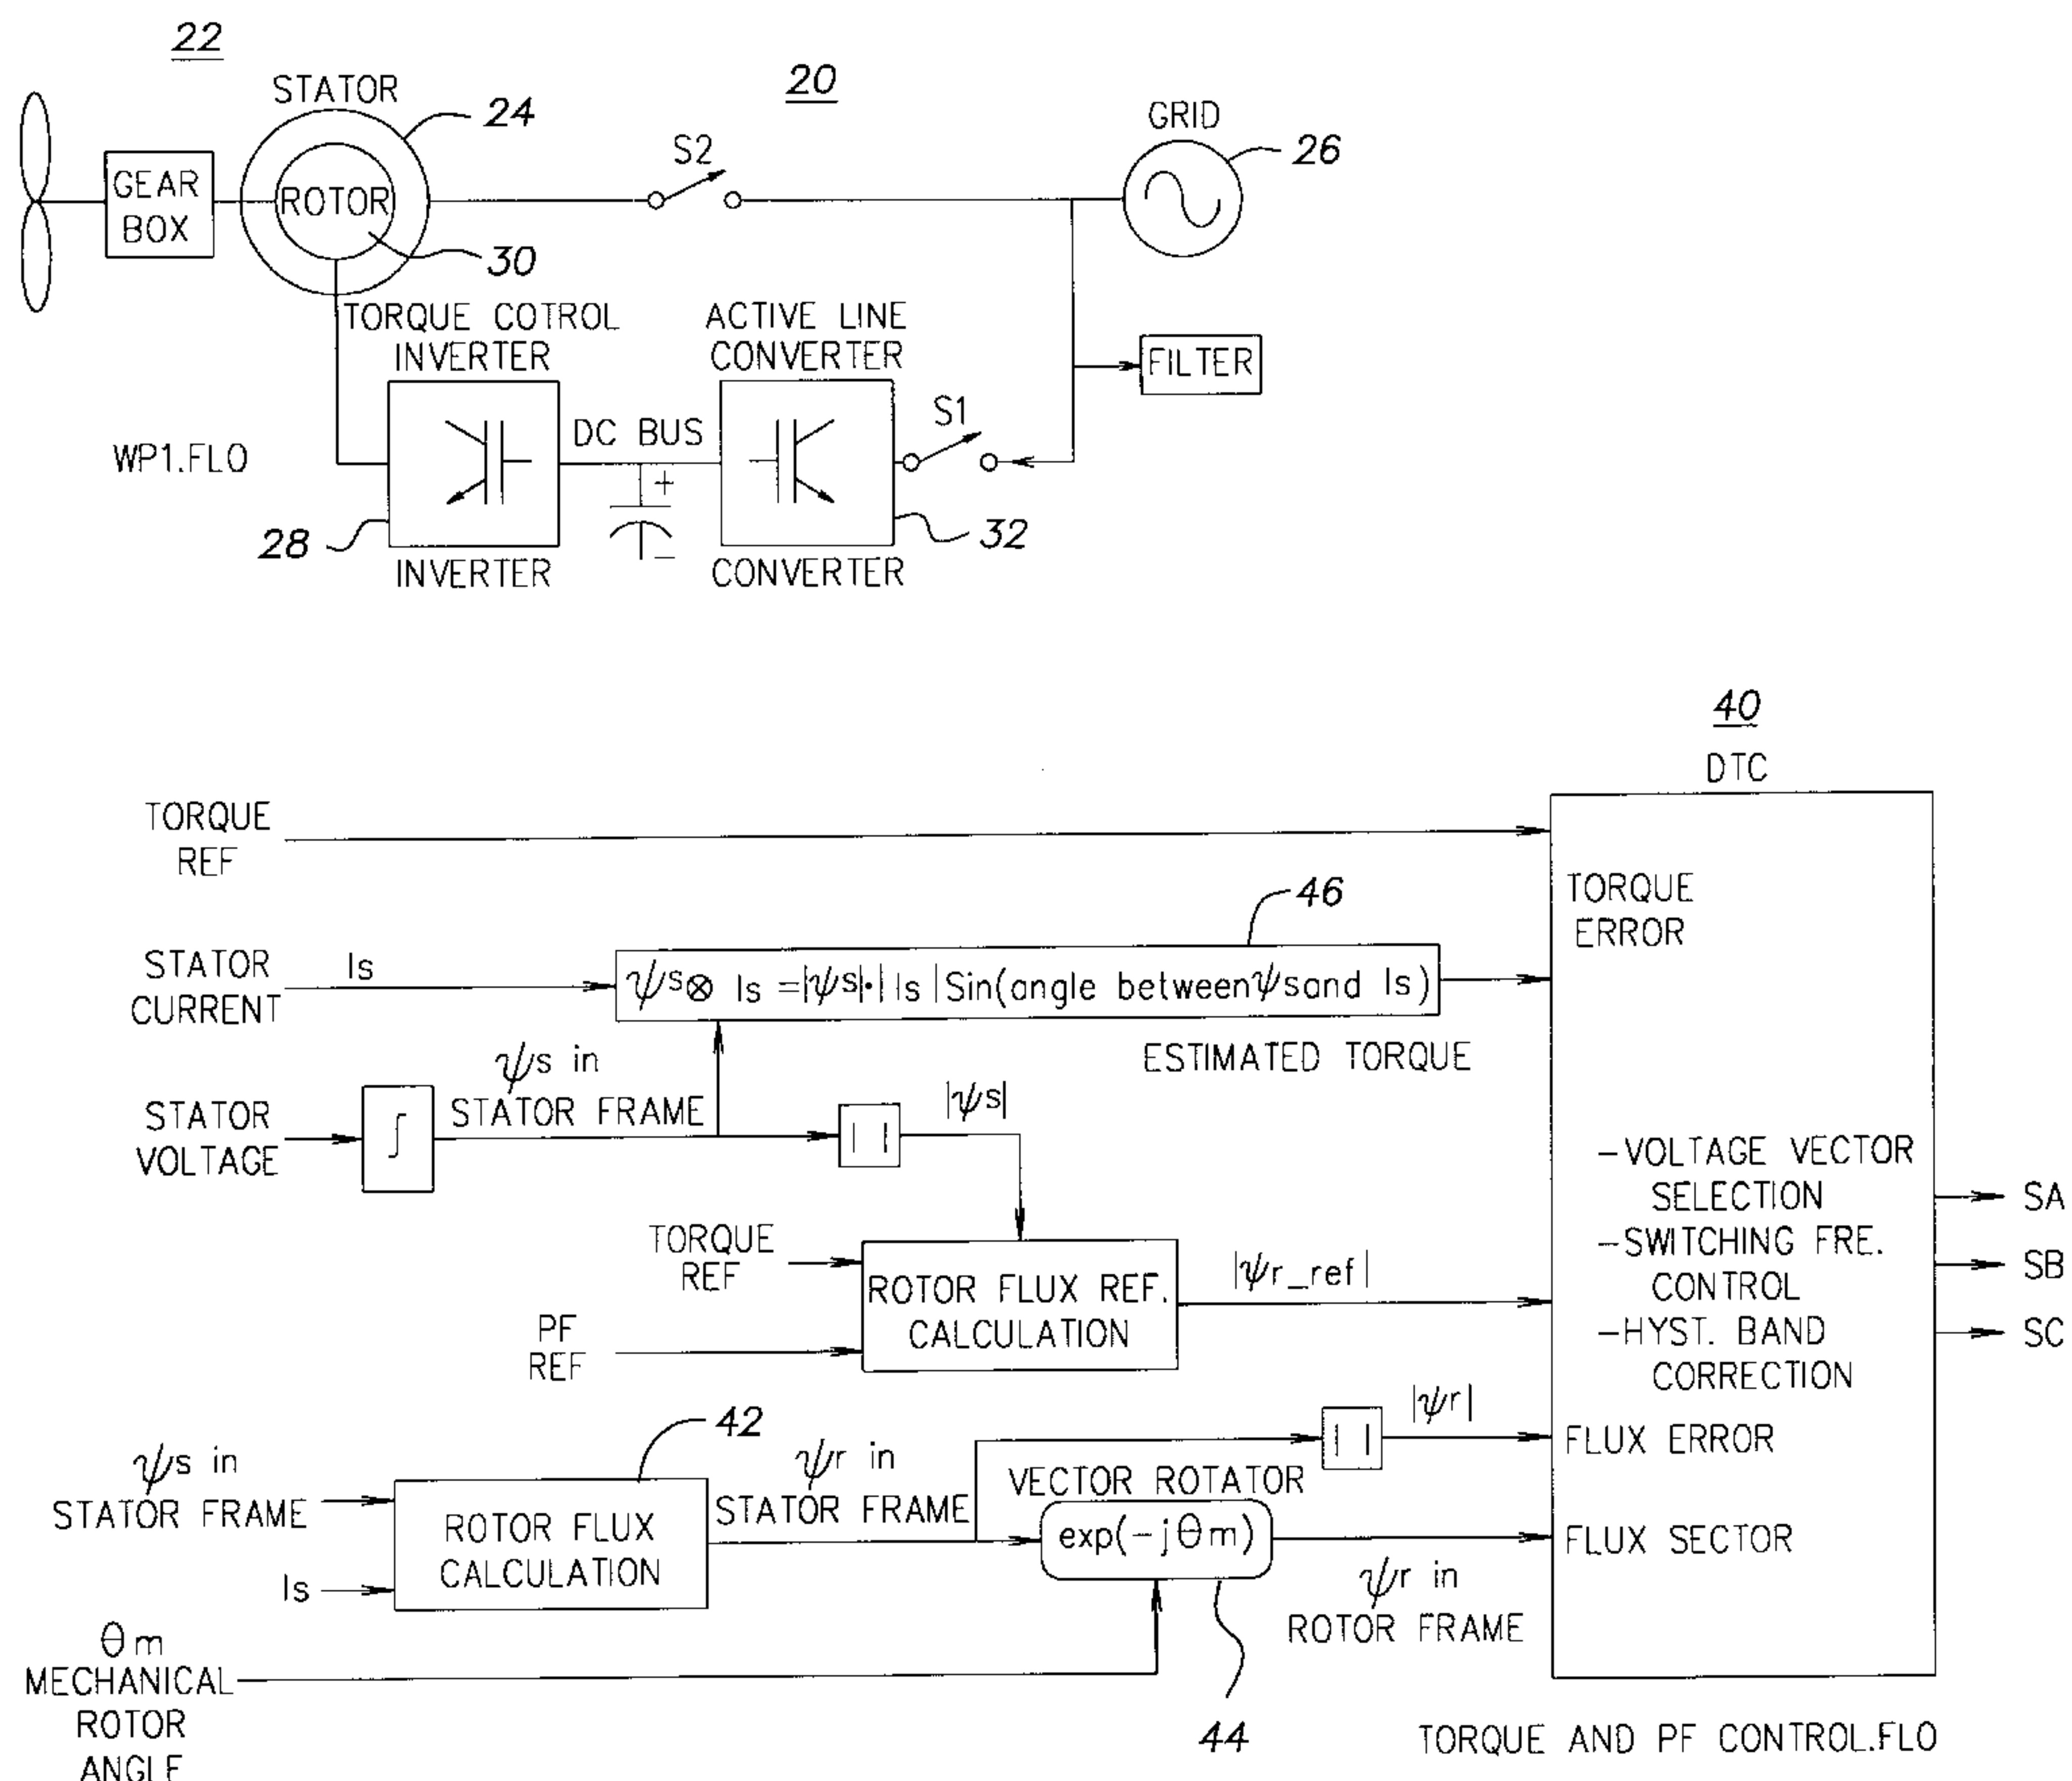 22
20
STATOR
24
GRID
26
S2
GEAR
BOX
ROTOR
30
TORQUE COTROL
INVERTER
ACTIVE LINE
CONVERTER
FILTER
S1
DC BUS
WP1.FLO
+
−
28
32
INVERTER
CONVERTER
40
DTC
TORQUE
REF
46
TORQUE
ERROR
STATOR
CURRENT
Is
ψs⊗ Is =|ψs|·| Is |Sin(angle betweenψsand Is)
ESTIMATED TORQUE
STATOR
VOLTAGE
∫
ψs in
STATOR FRAME
| |
|ψs|
-VOLTAGE VECTOR
SELECTION
-SWITCHING FRE.
CONTROL
-HYST. BAND
CORRECTION
SA
SB
SC
TORQUE
REF
PF
REF
ROTOR FLUX REF.
CALCULATION
|ψr_ref|
42
ψs in
STATOR FRAME
Is
ROTOR FLUX
CALCULATION
ψr in
STATOR FRAME
| |
|ψr|
FLUX ERROR
VECTOR ROTATOR
exp(-jθm)
FLUX SECTOR
ψr in
ROTOR FRAME
θm
MECHANICAL
ROTOR
ANGLE
44
TORQUE AND PF CONTROL.FLO